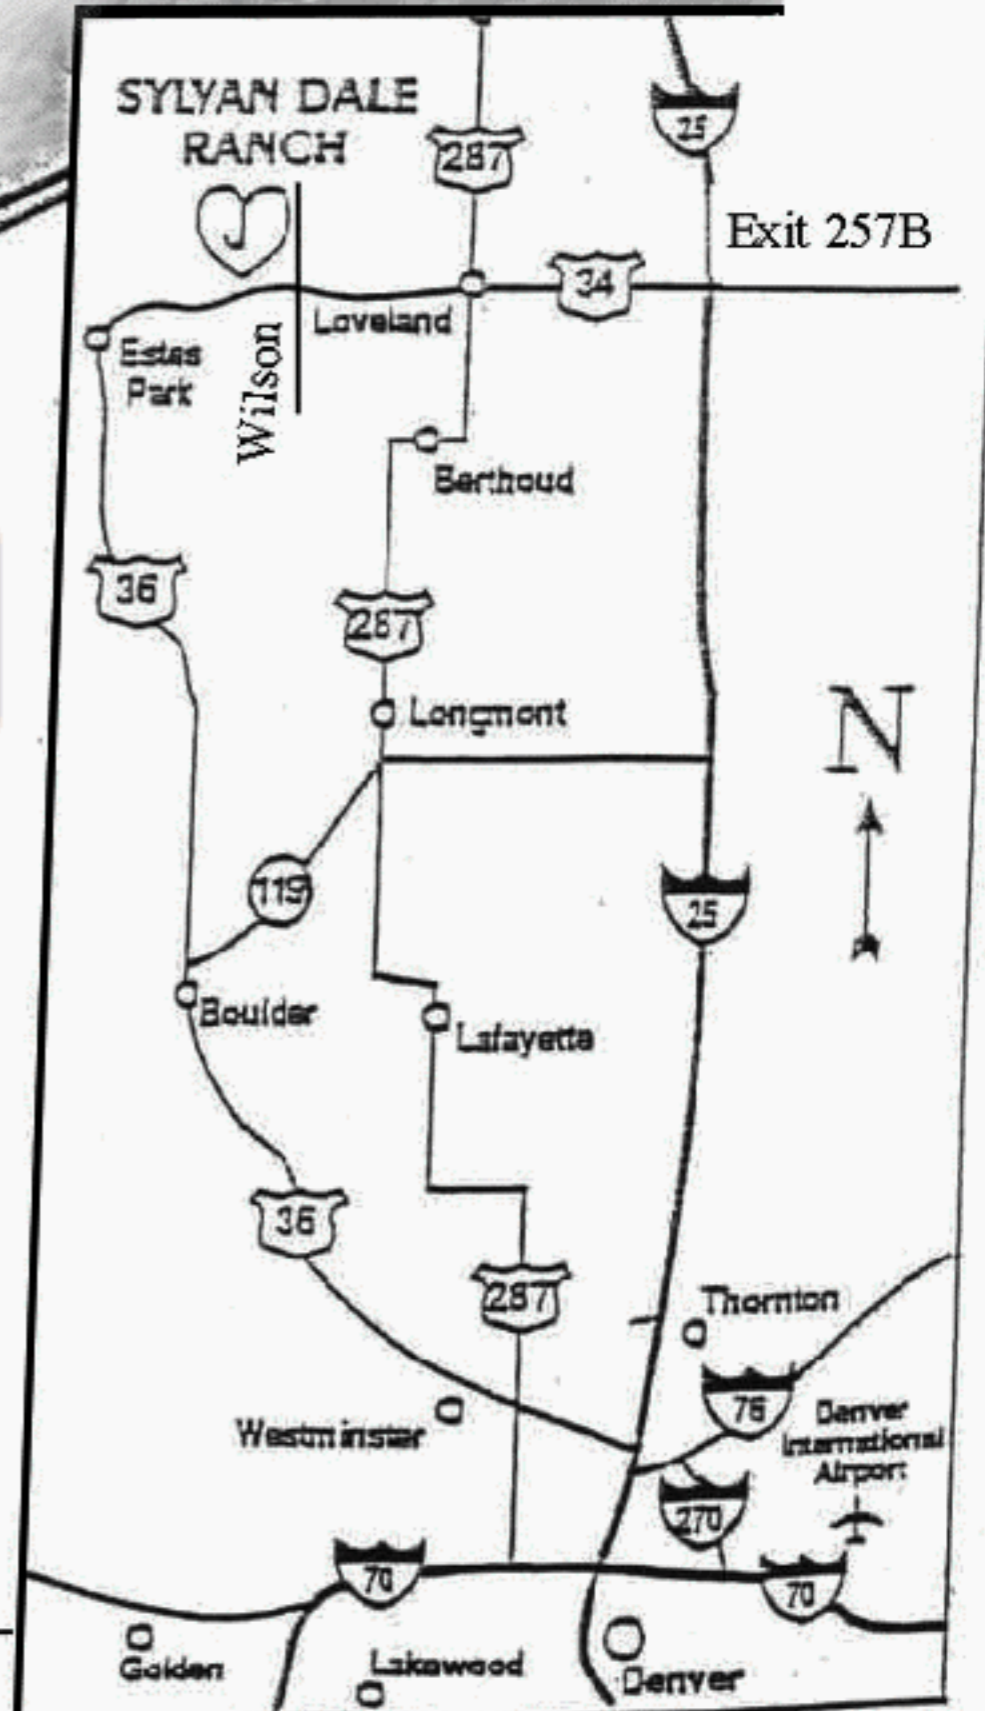 SYLVAN DALE
RANCH
J
287
25
Exit 257B
34
Loveland
Estes
Park
Wilson
Berthoud
36
287
Longmont
N
119
25
Boulder
Lafayette
36
287
Thornton
76
Westminster
Denver
International
Airport
270
70
70
Golden
Lakewood
Denver